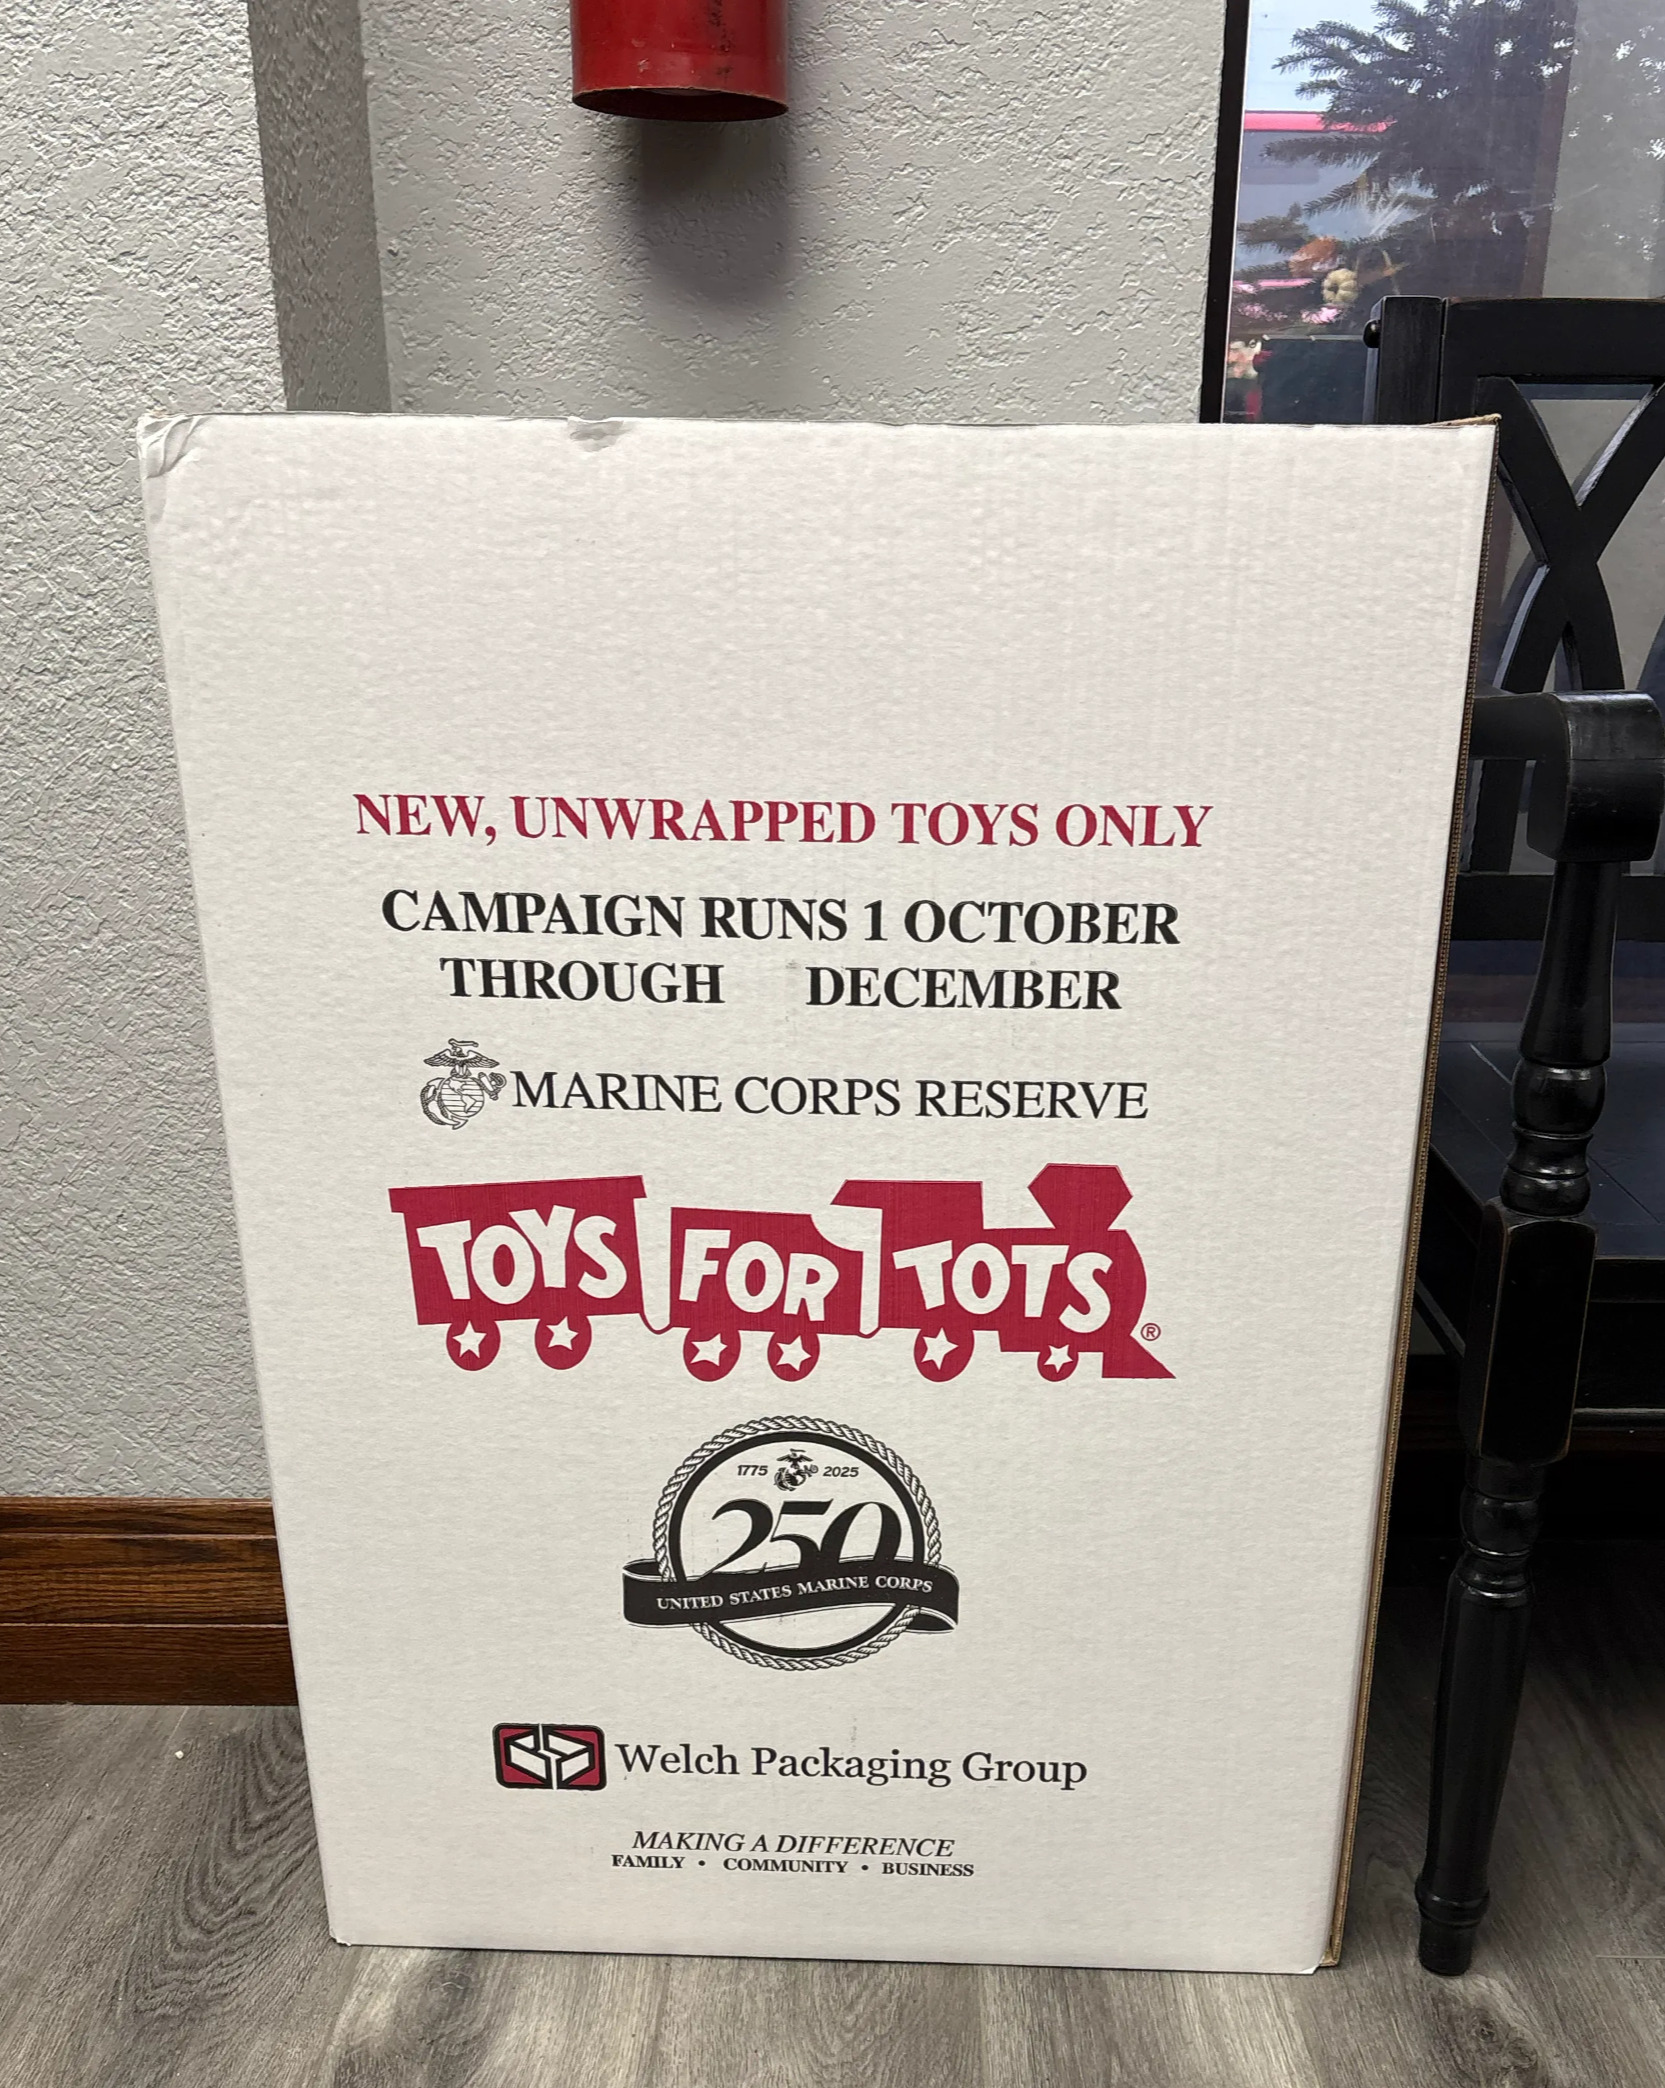 NEW, UNWRAPPED TOYS ONLY
CAMPAIGN RUNS 1 OCTOBER
THROUGH DECEMBER
MARINE CORPS RESERVE
TOYS FOR TOTS ®
1775 2025
250
UNITED STATES MARINE CORPS
Welch Packaging Group
MAKING A DIFFERENCE
FAMILY • COMMUNITY • BUSINESS